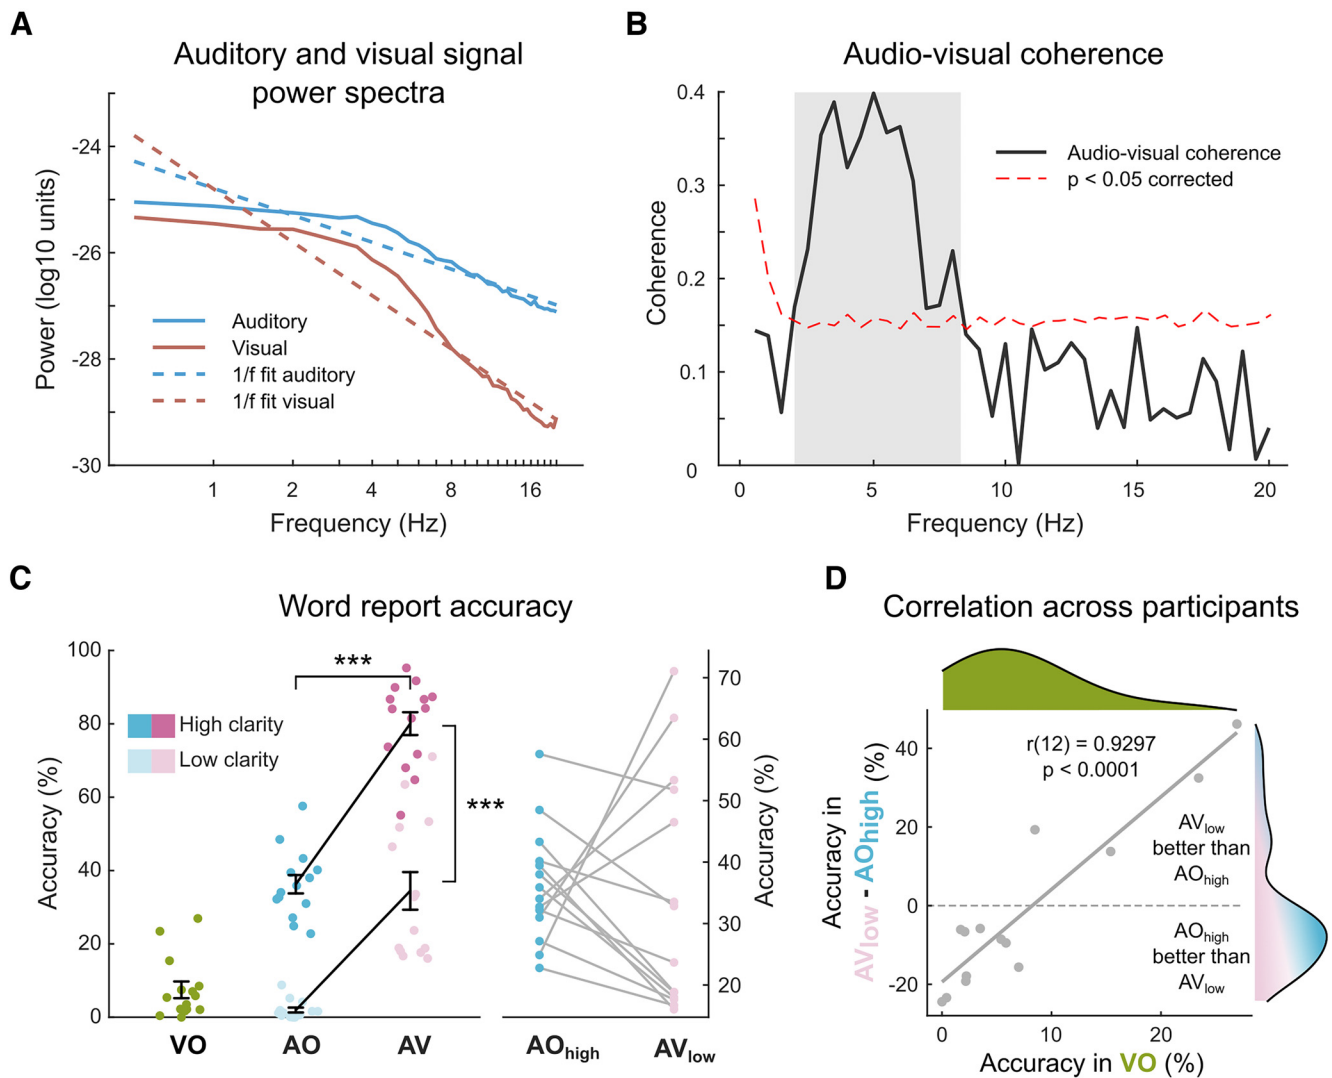 A
Auditory and visual signal
power spectra
Power (log10 units)
-24
-26
-28
-30
Auditory
Visual
1/f fit auditory
1/f fit visual
1 2 4 8 16
Frequency (Hz)
B
Audio-visual coherence
Coherence
0.4
0.3
0.2
0.1
0
Audio-visual coherence
p < 0.05 corrected
0 5 10 15 20
Frequency (Hz)
C
Word report accuracy
Accuracy (%)
100
80
60
40
20
0
High clarity
Low clarity
***
***
VO AO AV
70
60
50
40
30
20
Accuracy (%)
AOhigh AVlow
D
Correlation across participants
Accuracy in
AVlow - AOhigh (%)
40
20
0
-20
r(12) = 0.9297
p < 0.0001
AVlow
better than
AOhigh
AOhigh
better than
AVlow
0 10 20
Accuracy in VO (%)